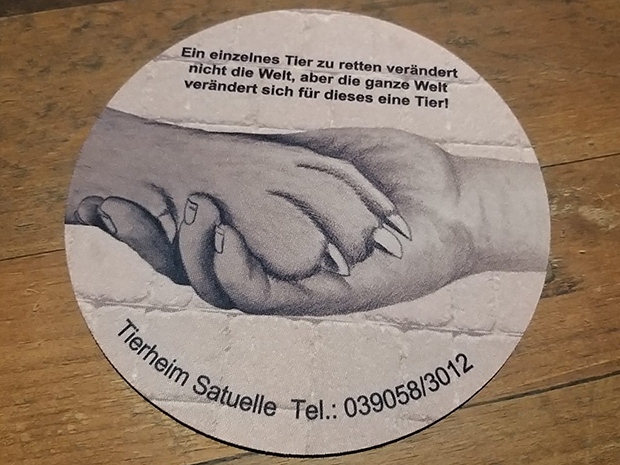 Ein einzelnes Tier zu retten verändert
nicht die Welt, aber die ganze Welt
verändert sich für dieses eine Tier!
Tierheim Satuelle Tel.: 039058/3012